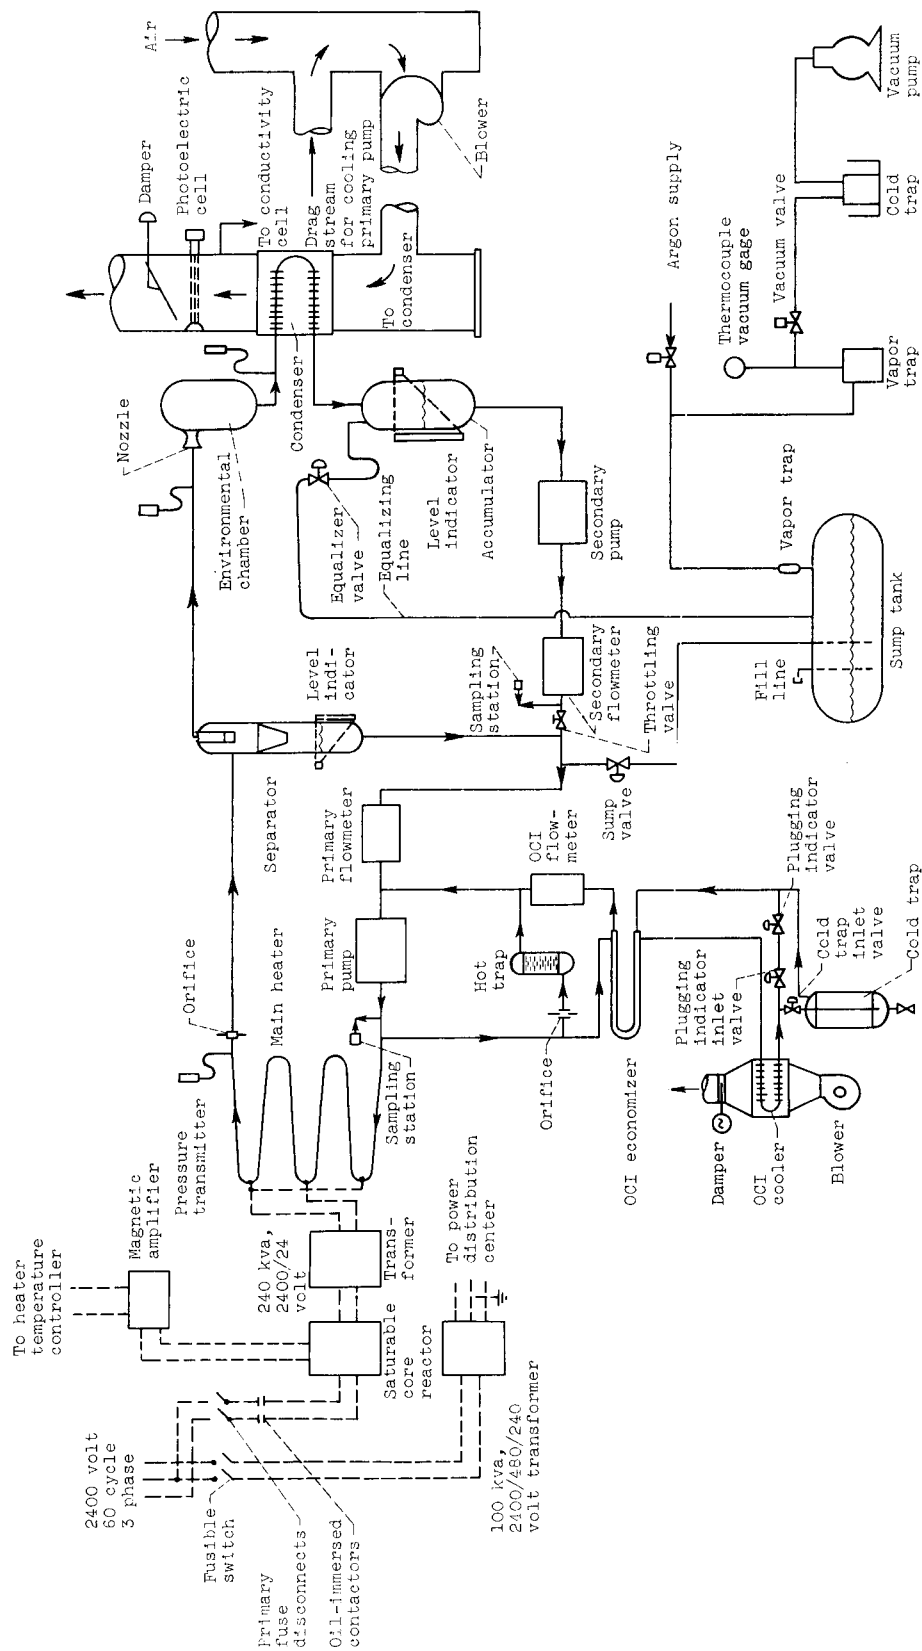 To heater
temperature
controller
Magnetic
amplifier
2400 volt
60 cycle
3 phase
Fusible
switch
Primary
fuse
disconnects
Oil-immersed
contactors
Saturable
core
reactor
240 kva,
2400/24
volt
Trans-
former
100 kva,
2400/480/240
volt transformer
To power
distribution
center
Pressure
transmitter
Orifice
Main heater
Sampling
station
Primary
pump
Primary
flowmeter
Separator
Level
indi-
cator
Nozzle
Environmental
chamber
Damper
Photoelectric
cell
To conductivity
cell
Drag
stream
for cooling
primary pump
Air
Blower
To
condenser
Condenser
Equalizer
valve
Equalizing
line
Level
indicator
Accumulator
Secondary
pump
Sampling
station
Secondary
flowmeter
Throttling
valve
Sump
valve
OCI
flow-
meter
Hot
trap
Orifice
OCI economizer
Damper
OCI
cooler
Blower
Plugging
indicator
inlet
valve
Plugging
indicator
valve
Cold
trap
inlet
valve
Cold trap
Fill
line
Sump tank
Vapor trap
Argon supply
Thermocouple
vacuum gage
Vacuum valve
Vapor
trap
Cold
trap
Vacuum
pump